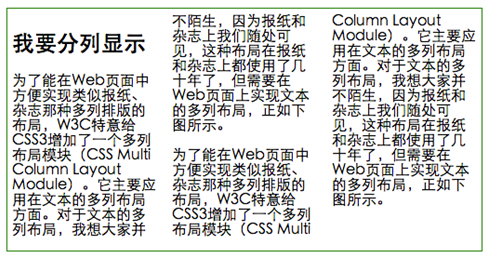 我要分列显示
为了能在Web页面中
方便实现类似报纸、
杂志那种多列排版的
布局，W3C特意给
CSS3增加了一个多列
布局模块（CSS Multi
Column Layout
Module）。它主要应
用在文本的多列布局
方面。对于文本的多
列布局，我想大家并
不陌生，因为报纸和
杂志上我们随处可
见，这种布局在报纸
和杂志上都使用了几
十年了，但需要在
Web页面上实现文本
的多列布局，正如下
图所示。
为了能在Web页面中
方便实现类似报纸、
杂志那种多列排版的
布局，W3C特意给
CSS3增加了一个多列
布局模块（CSS Multi
Column Layout
Module）。它主要应
用在文本的多列布局
方面。对于文本的多
列布局，我想大家并
不陌生，因为报纸和
杂志上我们随处可
见，这种布局在报纸
和杂志上都使用了几
十年了，但需要在
Web页面上实现文本
的多列布局，正如下
图所示。